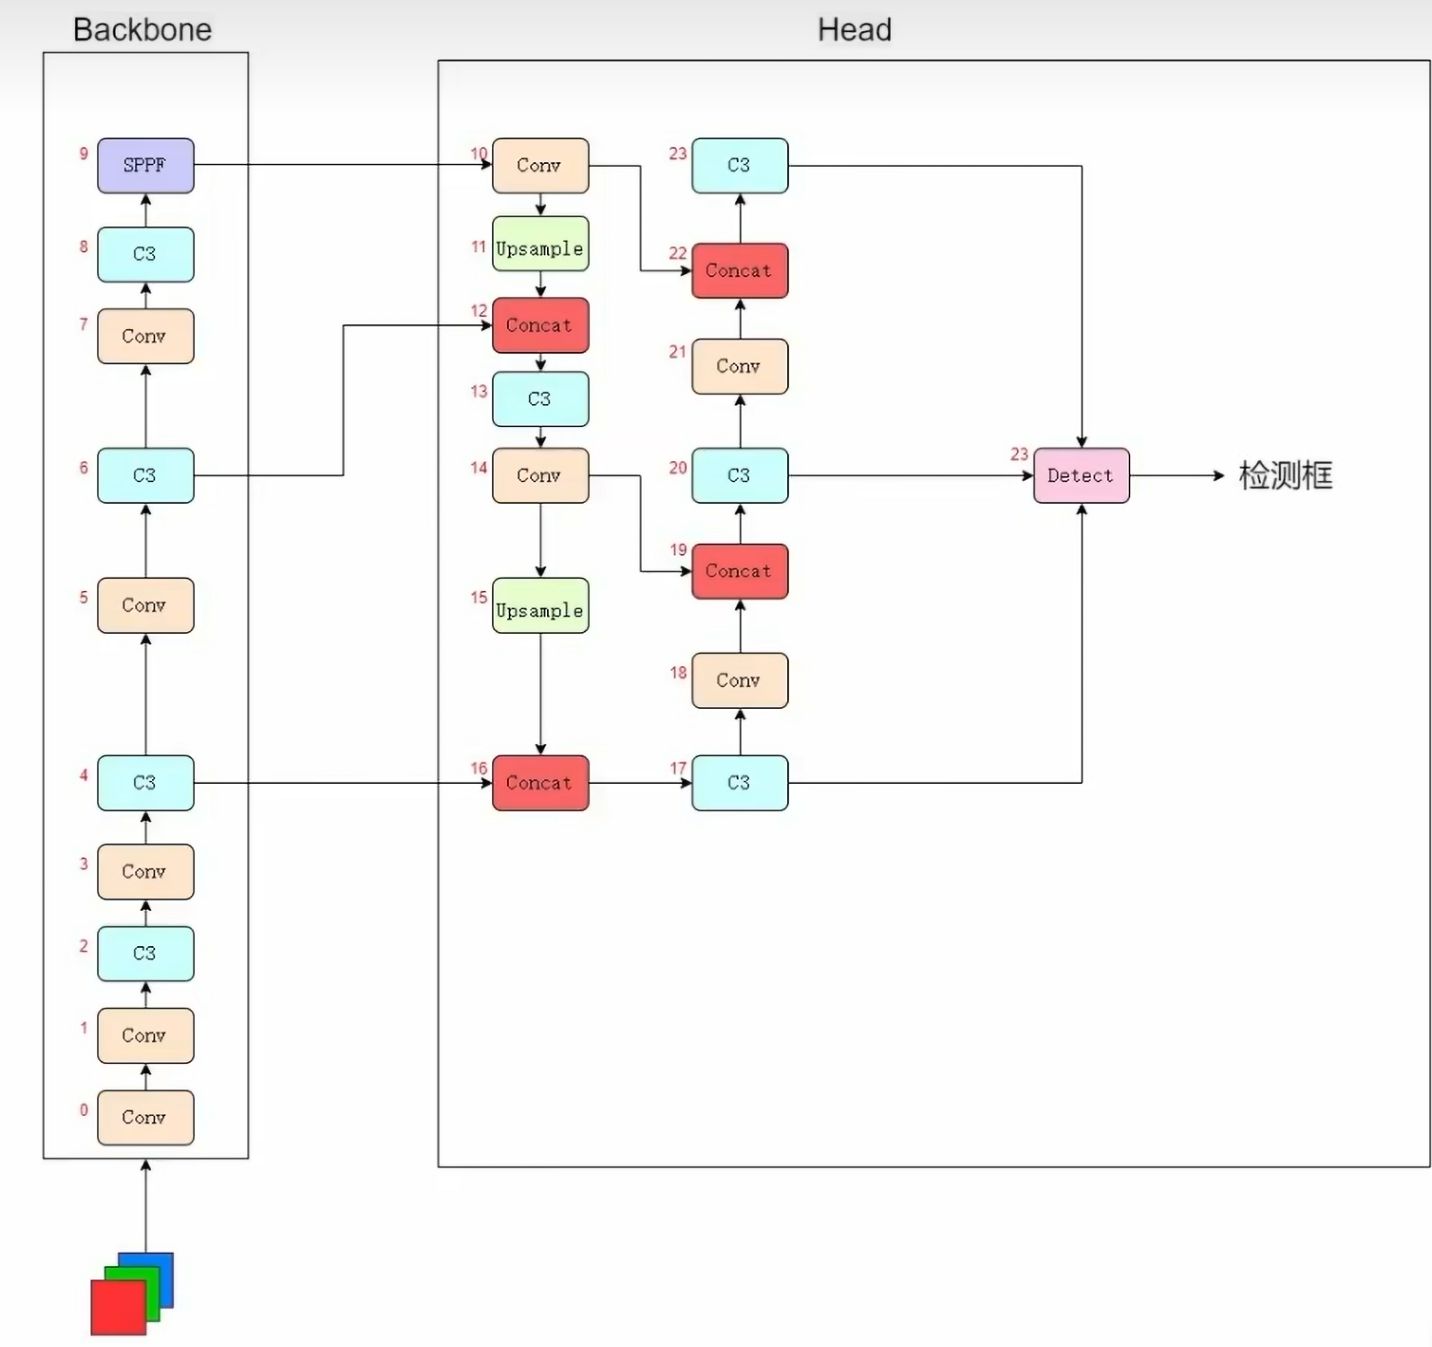 Backbone
Head
9 SPPF
8 C3
7 Conv
6 C3
5 Conv
4 C3
3 Conv
2 C3
1 Conv
0 Conv
10 Conv
11 Upsample
12 Concat
13 C3
14 Conv
15 Upsample
16 Concat
23 C3
22 Concat
21 Conv
20 C3
19 Concat
18 Conv
17 C3
23 Detect
检测框